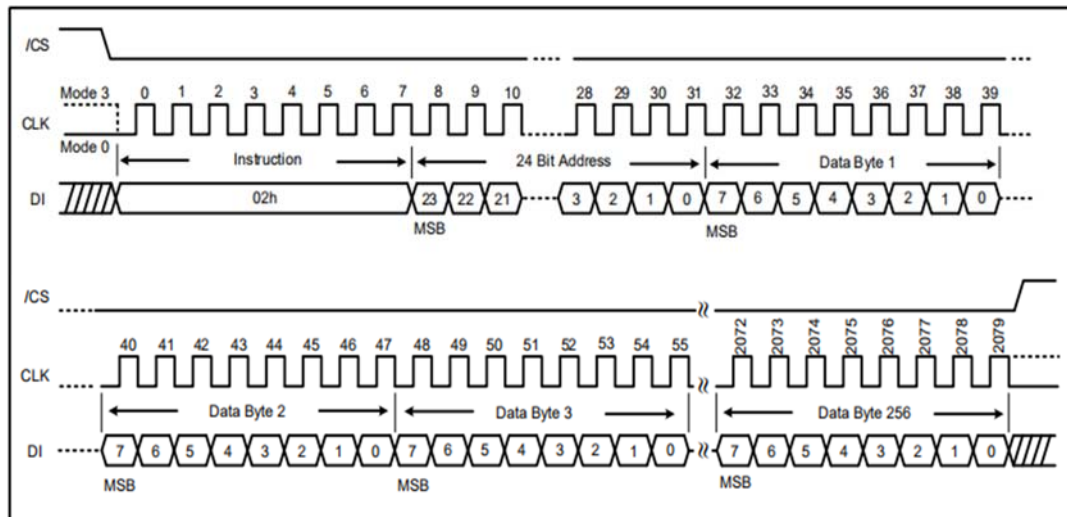 /CS
Mode 3 0 1 2 3 4 5 6 7 8 9 10 28 29 30 31 32 33 34 35 36 37 38 39
CLK
Mode 0
Instruction 24 Bit Address Data Byte 1
DI 02h 23 22 21 3 2 1 0 7 6 5 4 3 2 1 0
MSB MSB
/CS
40 41 42 43 44 45 46 47 48 49 50 51 52 53 54 55 2072 2073 2074 2075 2076 2077 2078 2079
CLK
Data Byte 2 Data Byte 3 Data Byte 256
DI 7 6 5 4 3 2 1 0 7 6 5 4 3 2 1 0 7 6 5 4 3 2 1 0
MSB MSB MSB